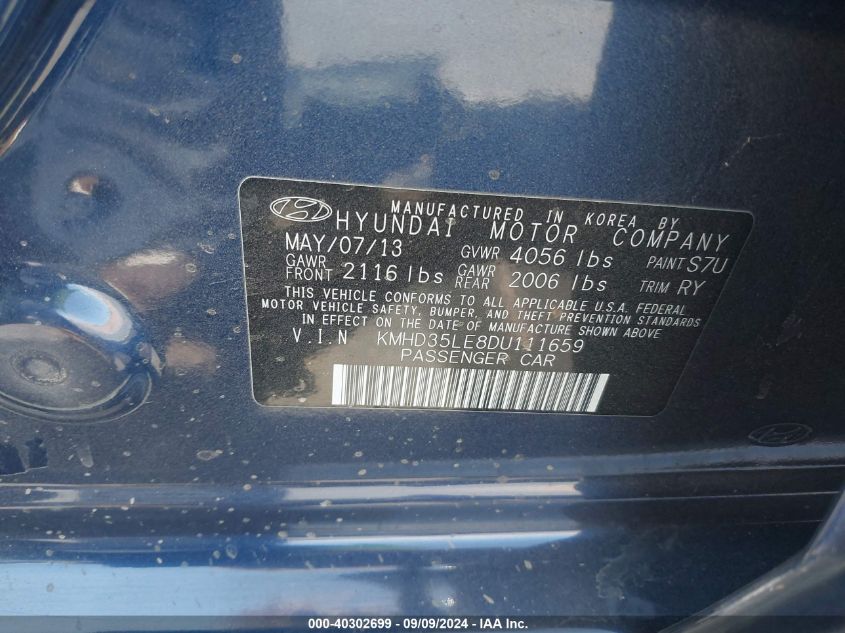 MANUFACTURED IN KOREA BY
HYUNDAI MOTOR COMPANY
MAY/07/13 GVWR 4056 lbs PAINT S7U
GAWR FRONT 2116 lbs GAWR REAR 2006 lbs TRIM RY
THIS VEHICLE CONFORMS TO ALL APPLICABLE U.S.A. FEDERAL
MOTOR VEHICLE SAFETY, BUMPER, AND THEFT PREVENTION STANDARDS
IN EFFECT ON THE DATE OF MANUFACTURE SHOWN ABOVE
V.I.N KMHD35LE8DU111659
PASSENGER CAR
000-40302699 - 09/09/2024 - IAA Inc.